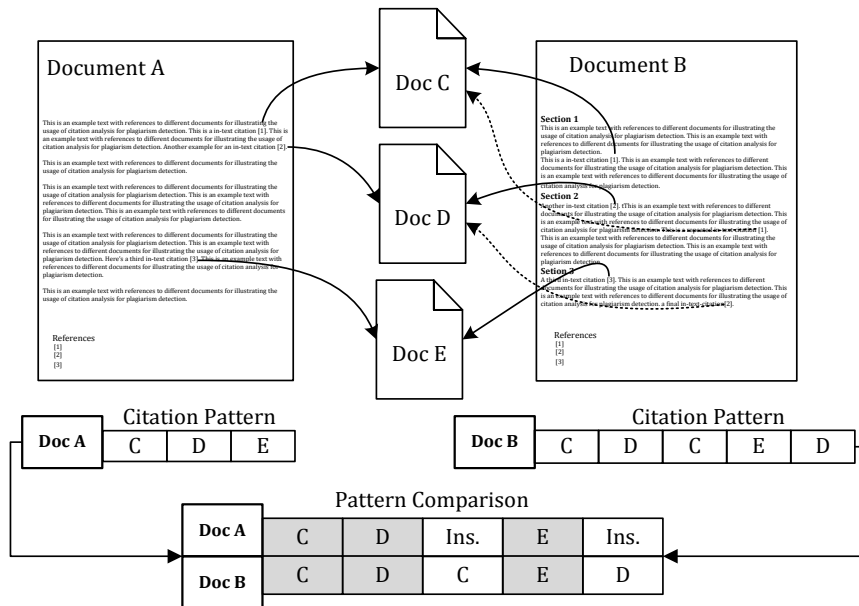 Document A
This is an example text with references to different documents for illustrating the
usage of citation analysis for plagiarism detection. This is a in-text citation [1]. This is
an example text with references to different documents for illustrating the usage of
citation analysis for plagiarism detection. Another example for an in-text citation [2].
This is an example text with references to different documents for illustrating the
usage of citation analysis for plagiarism detection.
This is an example text with references to different documents for illustrating the
usage of citation analysis for plagiarism detection. This is an example text with
references to different documents for illustrating the usage of citation analysis for
plagiarism detection. This is an example text with references to different documents
for illustrating the usage of citation analysis for plagiarism detection.
This is an example text with references to different documents for illustrating the
usage of citation analysis for plagiarism detection. This is an example text with
references to different documents for illustrating the usage of citation analysis for
plagiarism detection. Here's a third in-text citation [3]. This is an example text with
references to different documents for illustrating the usage of citation analysis for
plagiarism detection.
This is an example text with references to different documents for illustrating the
usage of citation analysis for plagiarism detection.
References
[1]
[2]
[3]
Doc C
Doc D
Doc E
Document B
Section 1
This is an example text with references to different documents for illustrating the
usage of citation analysis for plagiarism detection. This is an example text with
references to different documents for illustrating the usage of citation analysis for
plagiarism detection.
This is a in-text citation [1]. This is an example text with references to different
documents for illustrating the usage of citation analysis for plagiarism detection. This
is an example text with references to different documents for illustrating the usage of
citation analysis for plagiarism detection.
Section 2
Another in-text citation [2]. tThis is an example text with references to different
documents for illustrating the usage of citation analysis for plagiarism detection. This
is an example text with references to different documents for illustrating the usage of
citation analysis for plagiarism detection. This is a repeated in-text citation [1].
This is an example text with references to different documents for illustrating the
usage of citation analysis for plagiarism detection. This is an example text with
references to different documents for illustrating the usage of citation analysis for
plagiarism detection.
Setion 3
A third in-text citation [3]. This is an example text with references to different
documents for illustrating the usage of citation analysis for plagiarism detection. This
is an example text with references to different documents for illustrating the usage of
citation analysis for plagiarism detection. a final in-text-citation[2].
References
[1]
[2]
[3]
Citation Pattern
Doc A C D E
Citation Pattern
Doc B C D C E D
Pattern Comparison
Doc A C D Ins. E Ins.
Doc B C D C E D